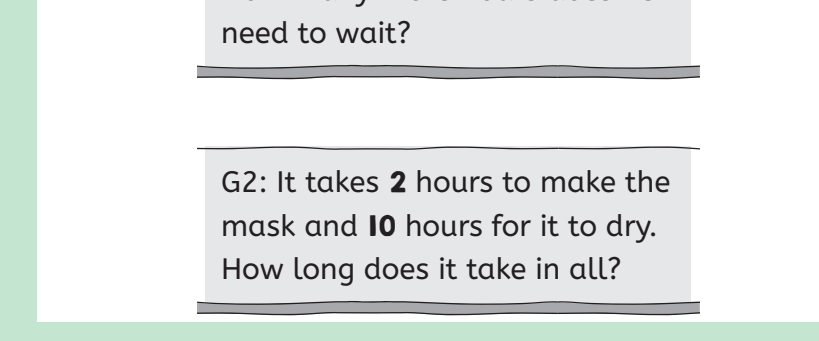 need to wait?
G2: It takes 2 hours to make the
mask and 10 hours for it to dry.
How long does it take in all?